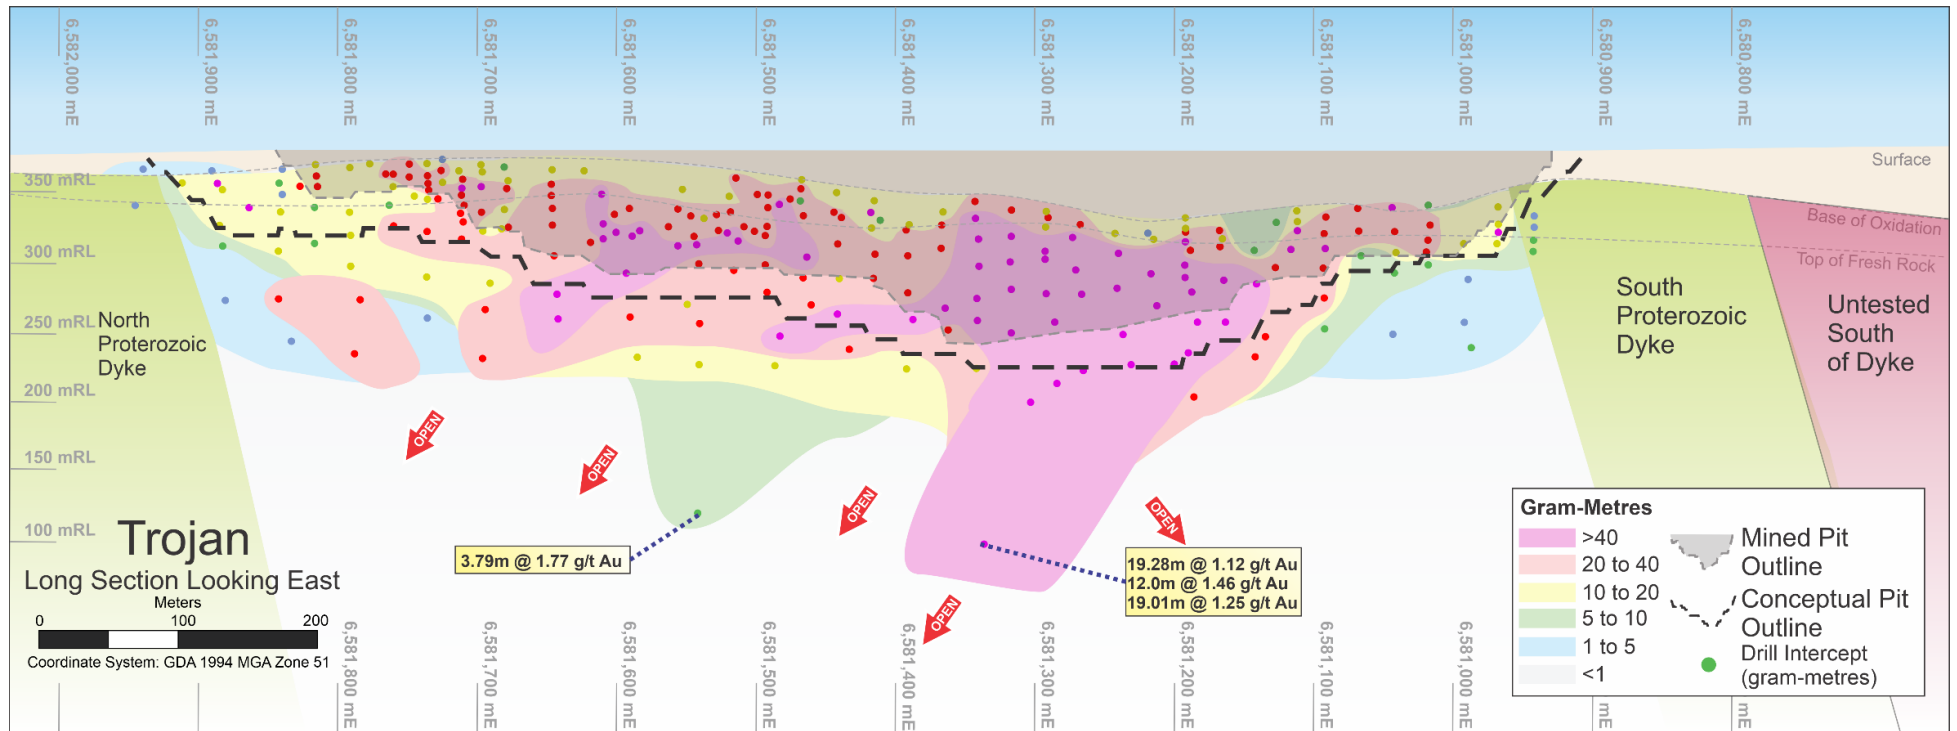 6,582,000 mE
6,581,900 mE
6,581,800 mE
6,581,700 mE
6,581,600 mE
6,581,500 mE
6,581,400 mE
6,581,300 mE
6,581,200 mE
6,581,100 mE
6,581,000 mE
6,580,900 mE
6,580,800 mE
Surface
350 mRL
Base of Oxidation
300 mRL
Top of Fresh Rock
250 mRL
North
Proterozoic
Dyke
South
Proterozoic
Dyke
Untested
South
of Dyke
200 mRL
OPEN
OPEN
OPEN
OPEN
OPEN
150 mRL
100 mRL
3.79m @ 1.77 g/t Au
19.28m @ 1.12 g/t Au
12.0m @ 1.46 g/t Au
19.01m @ 1.25 g/t Au
Trojan
Long Section Looking East
Meters
0 100 200
Coordinate System: GDA 1994 MGA Zone 51
6,581,800 mE
6,581,700 mE
6,581,600 mE
6,581,500 mE
6,581,400 mE
6,581,300 mE
6,581,200 mE
6,581,100 mE
6,581,000 mE
mE
mE
Gram-Metres
>40
20 to 40
10 to 20
5 to 10
1 to 5
<1
Mined Pit
Outline
Conceptual Pit
Outline
Drill Intercept
(gram-metres)